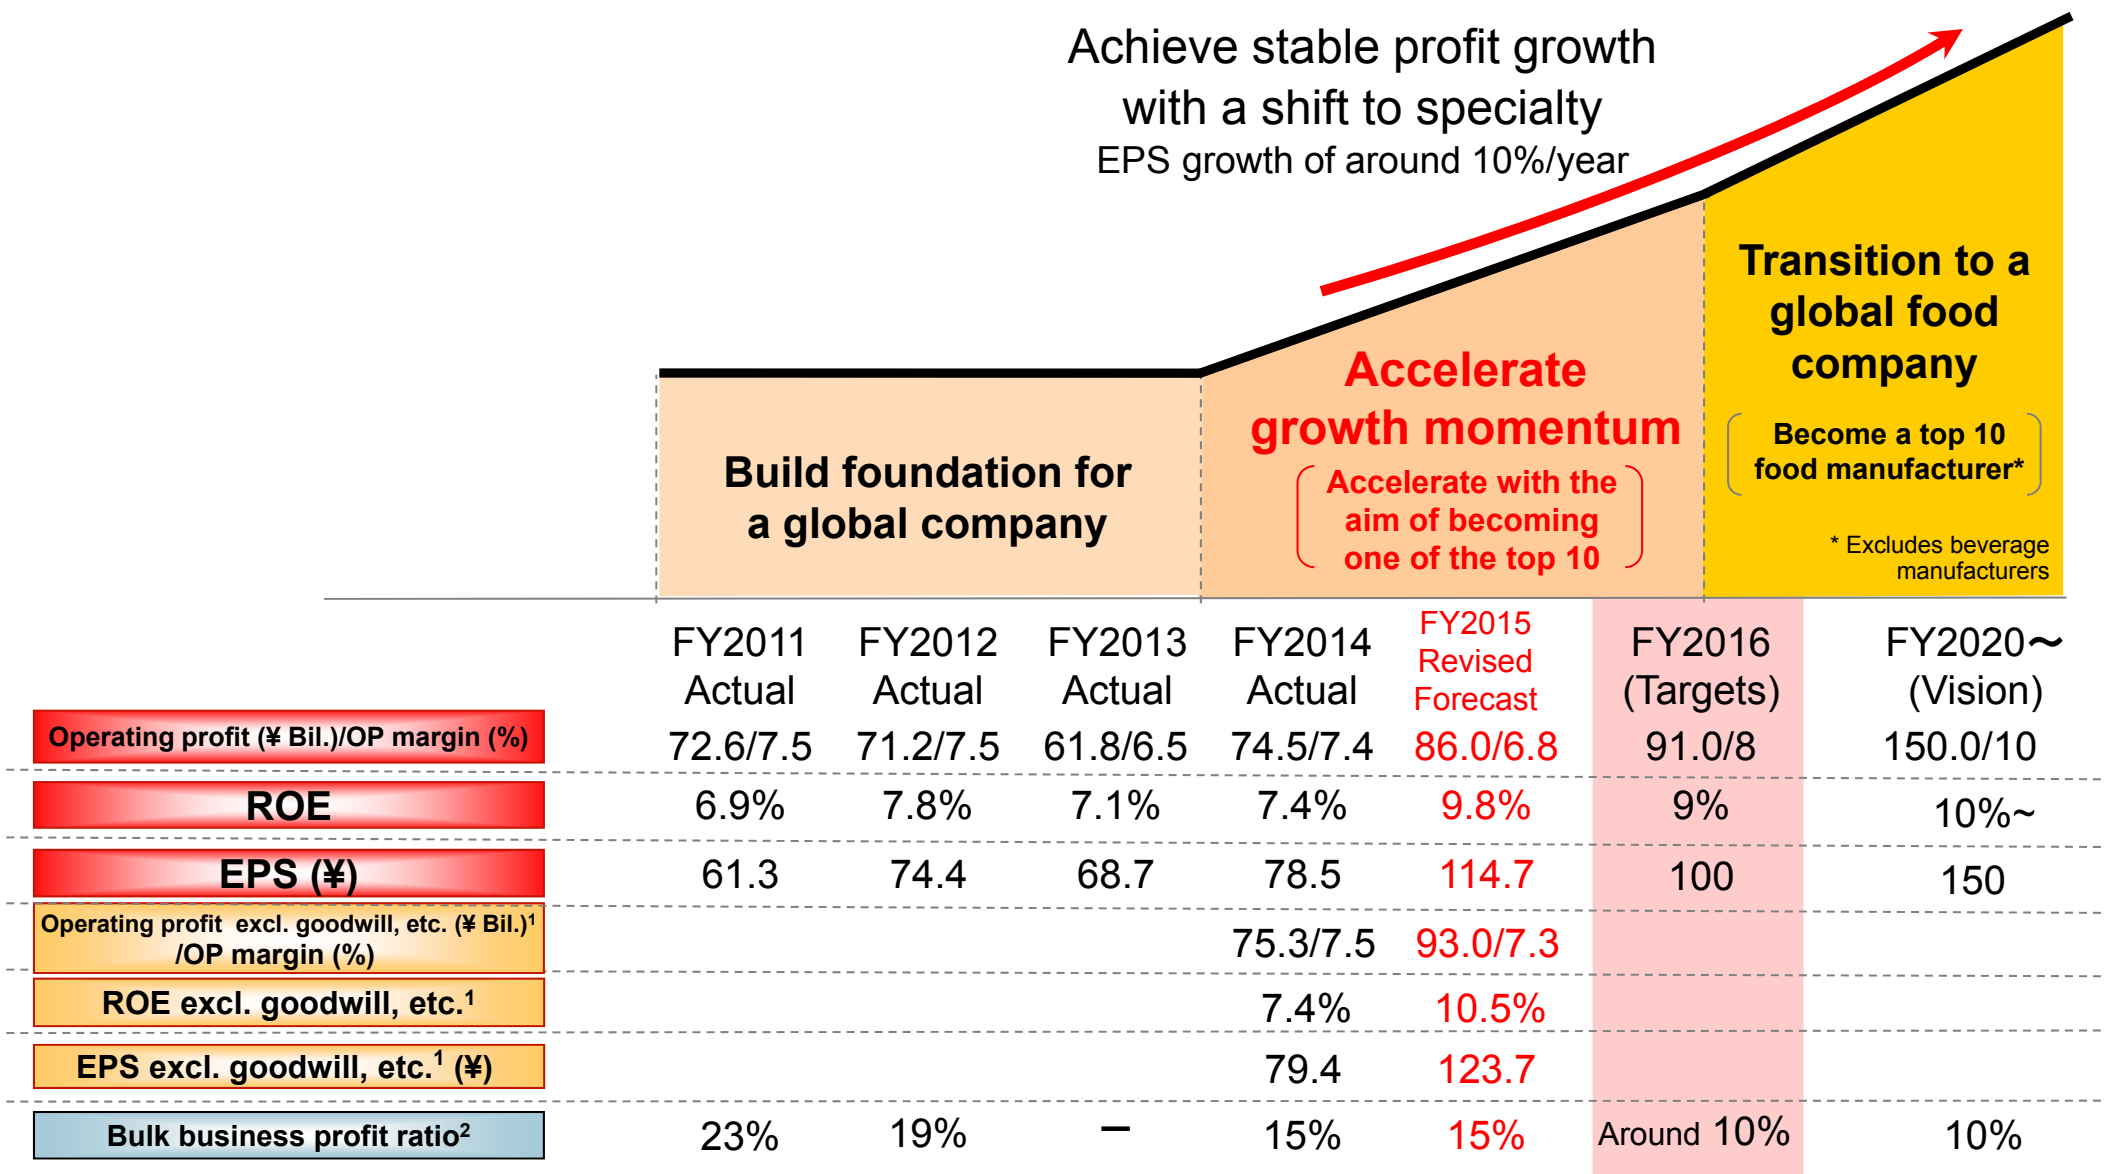 Achieve stable profit growth
with a shift to specialty
EPS growth of around 10%/year
Build foundation for
a global company
Accelerate
growth momentum
Accelerate with the
aim of becoming
one of the top 10
Transition to a
global food
company
Become a top 10
food manufacturer*
* Excludes beverage
manufacturers
FY2011 Actual FY2012 Actual FY2013 Actual FY2014 Actual FY2015 Revised Forecast FY2016 (Targets) FY2020～ (Vision)
Operating profit (¥ Bil.)/OP margin (%) 72.6/7.5 71.2/7.5 61.8/6.5 74.5/7.4 86.0/6.8 91.0/8 150.0/10
ROE 6.9% 7.8% 7.1% 7.4% 9.8% 9% 10%~
EPS (¥) 61.3 74.4 68.7 78.5 114.7 100 150
Operating profit excl. goodwill, etc. (¥ Bil.)¹
/OP margin (%) 75.3/7.5 93.0/7.3
ROE excl. goodwill, etc.¹ 7.4% 10.5%
EPS excl. goodwill, etc.¹ (¥) 79.4 123.7
Bulk business profit ratio² 23% 19% – 15% 15% Around 10% 10%